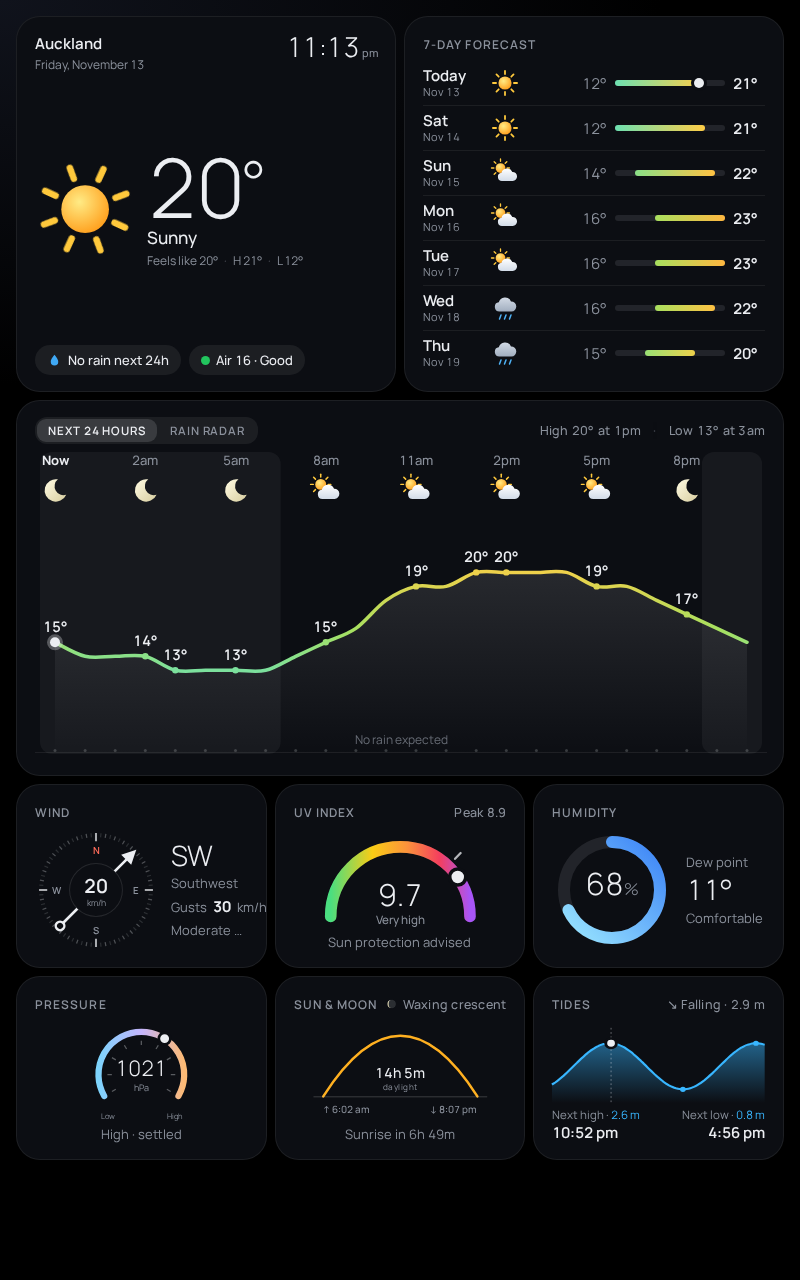 Auckland
Friday, November 13
11:13 pm
20°
Sunny
Feels like 20° · H 21° · L 12°
No rain next 24h
Air 16 · Good
7-DAY FORECAST
Today
Nov 13
12° 21°
Sat
Nov 14
12° 21°
Sun
Nov 15
14° 22°
Mon
Nov 16
16° 23°
Tue
Nov 17
16° 23°
Wed
Nov 18
16° 22°
Thu
Nov 19
15° 20°
NEXT 24 HOURS RAIN RADAR
High 20° at 1pm · Low 13° at 3am
Now 2am 5am 8am 11am 2pm 5pm 8pm
15° 14° 13° 13° 15° 19° 20° 20° 19° 17°
No rain expected
WIND
N
W E
S
20
km/h
SW
Southwest
Gusts 30 km/h
Moderate ...
UV INDEX
Peak 8.9
9.7
Very high
Sun protection advised
HUMIDITY
68%
Dew point
11°
Comfortable
PRESSURE
1021
hPa
Low High
High · settled
SUN & MOON
Waxing crescent
14h 5m
daylight
↑ 6:02 am ↓ 8:07 pm
Sunrise in 6h 49m
TIDES
↘ Falling · 2.9 m
Next high · 2.6 m
10:52 pm
Next low · 0.8 m
4:56 pm